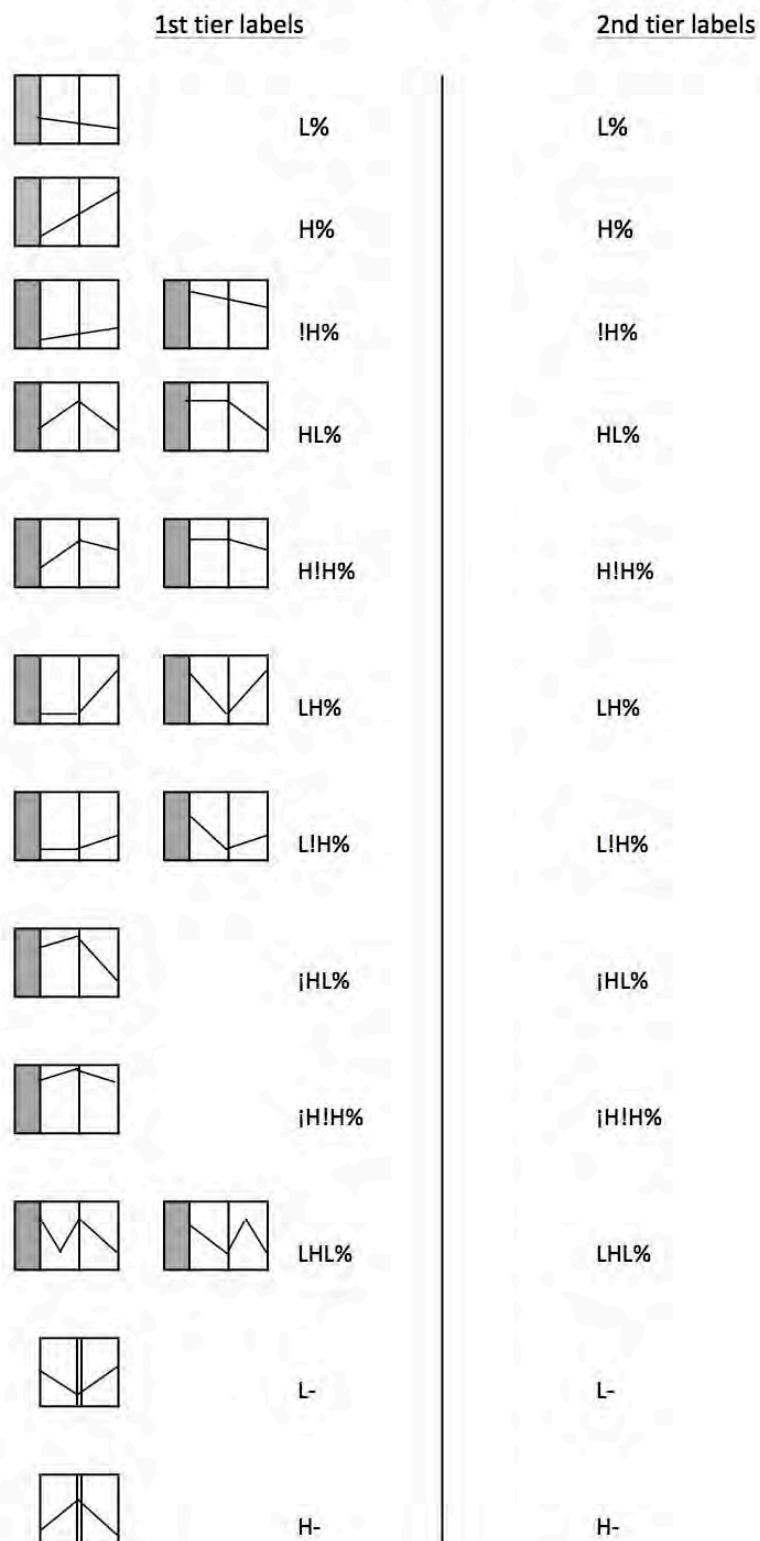 1st tier labels 2nd tier labels
L% L%
H% H%
!H% !H%
HL% HL%
H!H% H!H%
LH% LH%
L!H% L!H%
¡HL% ¡HL%
¡H!H% ¡H!H%
LHL% LHL%
L- L-
H- H-